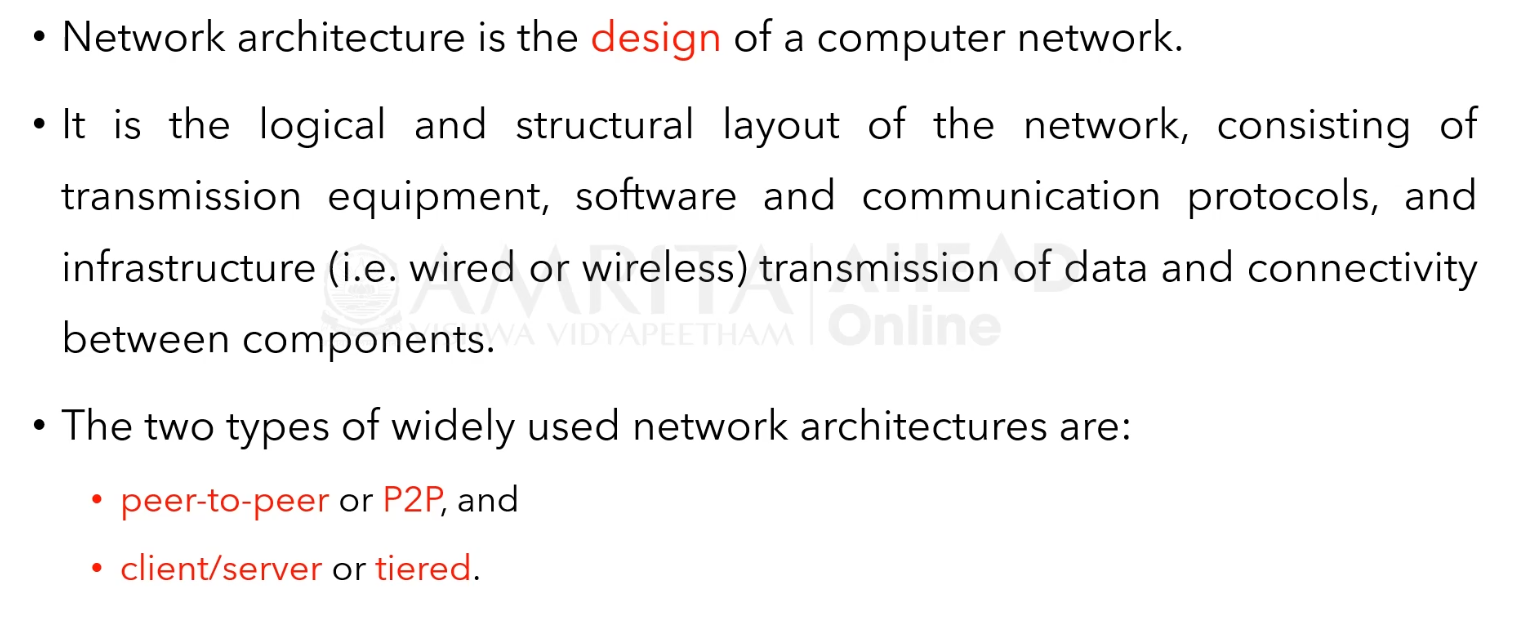 • Network architecture is the design of a computer network.
• It is the logical and structural layout of the network, consisting of
transmission equipment, software and communication protocols, and
infrastructure (i.e. wired or wireless) transmission of data and connectivity
between components.
AMRITA AHEAD
VISHWA VIDYAPEETHAM Online
• The two types of widely used network architectures are:
• peer-to-peer or P2P, and
• client/server or tiered.